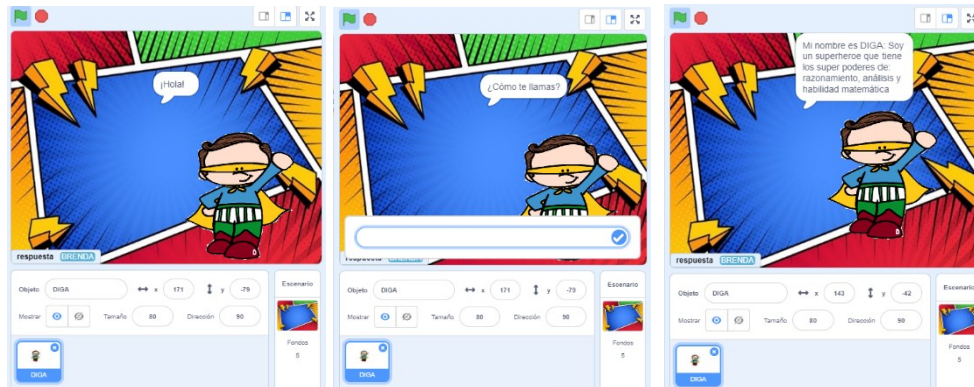 ¡Hola!
respuesta BRENDA
Objeto DIGA x 171 y -79
Mostrar Tamaño 80 Dirección 90
DIGA
Escenario
Fondos
5
¿Cómo te llamas?
Objeto DIGA x 171 y -79
Mostrar Tamaño 80 Dirección 90
DIGA
Escenario
Fondos
5
Mi nombre es DIGA: Soy
un superheroe que tiene
los super poderes de:
razonamiento, análisis y
habilidad matemática
respuesta BRENDA
Objeto DIGA x 143 y -42
Mostrar Tamaño 80 Dirección 90
DIGA
Escenario
Fondos
5